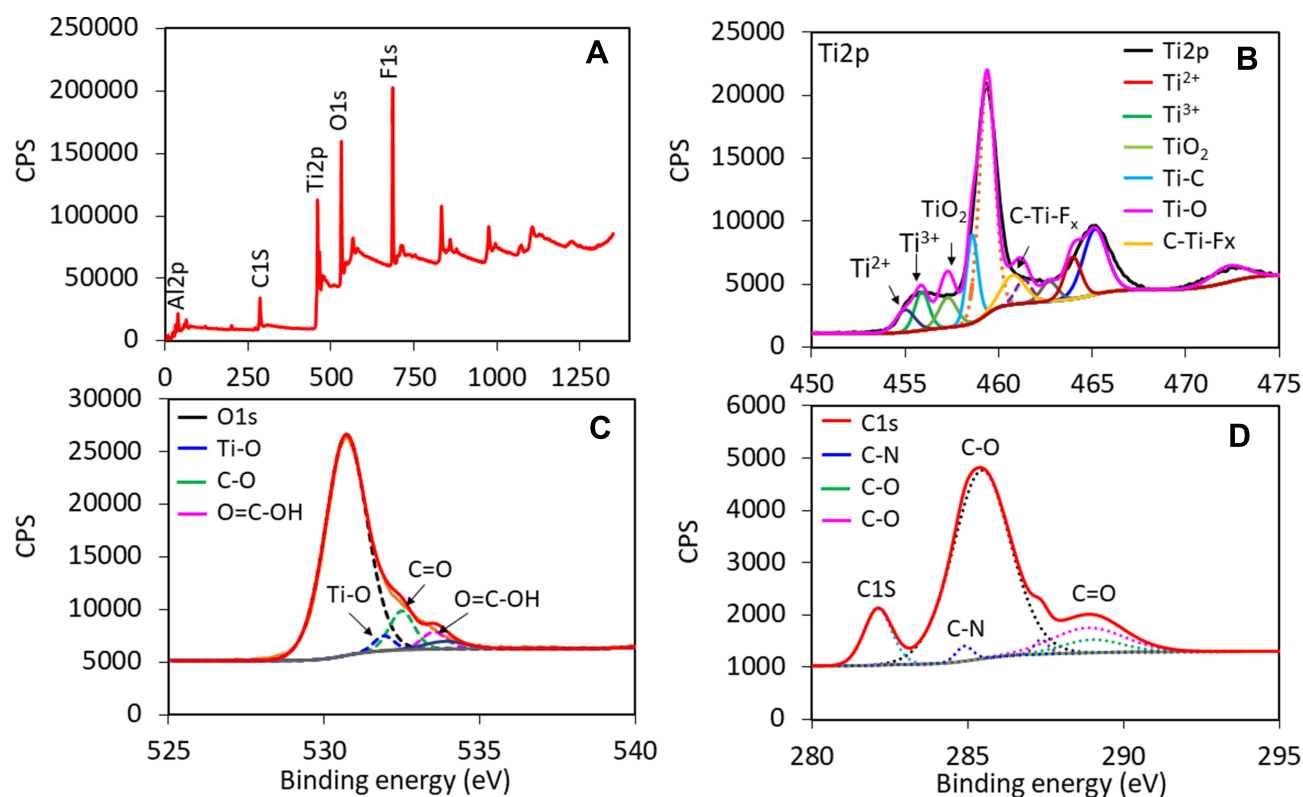 A
CPS
250000
200000
150000
100000
50000
0
Al2p
C1S
Ti2p
O1s
F1s
0 250 500 750 1000 1250
B
Ti2p
CPS
25000
20000
15000
10000
5000
0
Ti2p
Ti²⁺
Ti³⁺
TiO₂
Ti-C
Ti-O
C-Ti-Fx
Ti²⁺
Ti³⁺
TiO₂
C-Ti-Fₓ
450 455 460 465 470 475
C
CPS
30000
25000
20000
15000
10000
5000
0
O1s
Ti-O
C-O
O=C-OH
Ti-O
C=O
O=C-OH
525 530 535 540
Binding energy (eV)
D
CPS
6000
5000
4000
3000
2000
1000
0
C1s
C-N
C-O
C-O
C1S
C-O
C-N
C=O
280 285 290 295
Binding energy (eV)